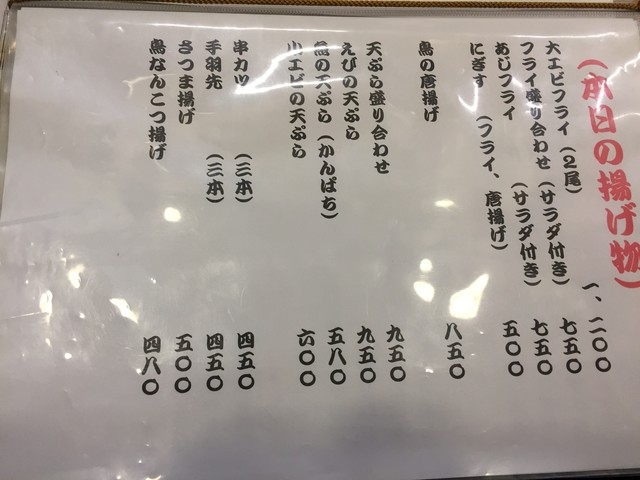 (本日の揚げ物)
大エビフライ(2尾) 一、二〇〇
フライ盛り合わせ(サラダ付き) 七五〇
あじフライ (サラダ付き) 七五〇
にぎす (フライ、唐揚げ) 五〇〇
鳥の唐揚げ 八五〇
天ぷら盛り合わせ 九五〇
えびの天ぷら 九五〇
魚の天ぷら(かんぱち) 五八〇
小エビの天ぷら 六〇〇
串カツ (三本) 四五〇
手羽先 (三本) 四五〇
さつま揚げ 五〇〇
鳥なんこつ揚げ 四八〇